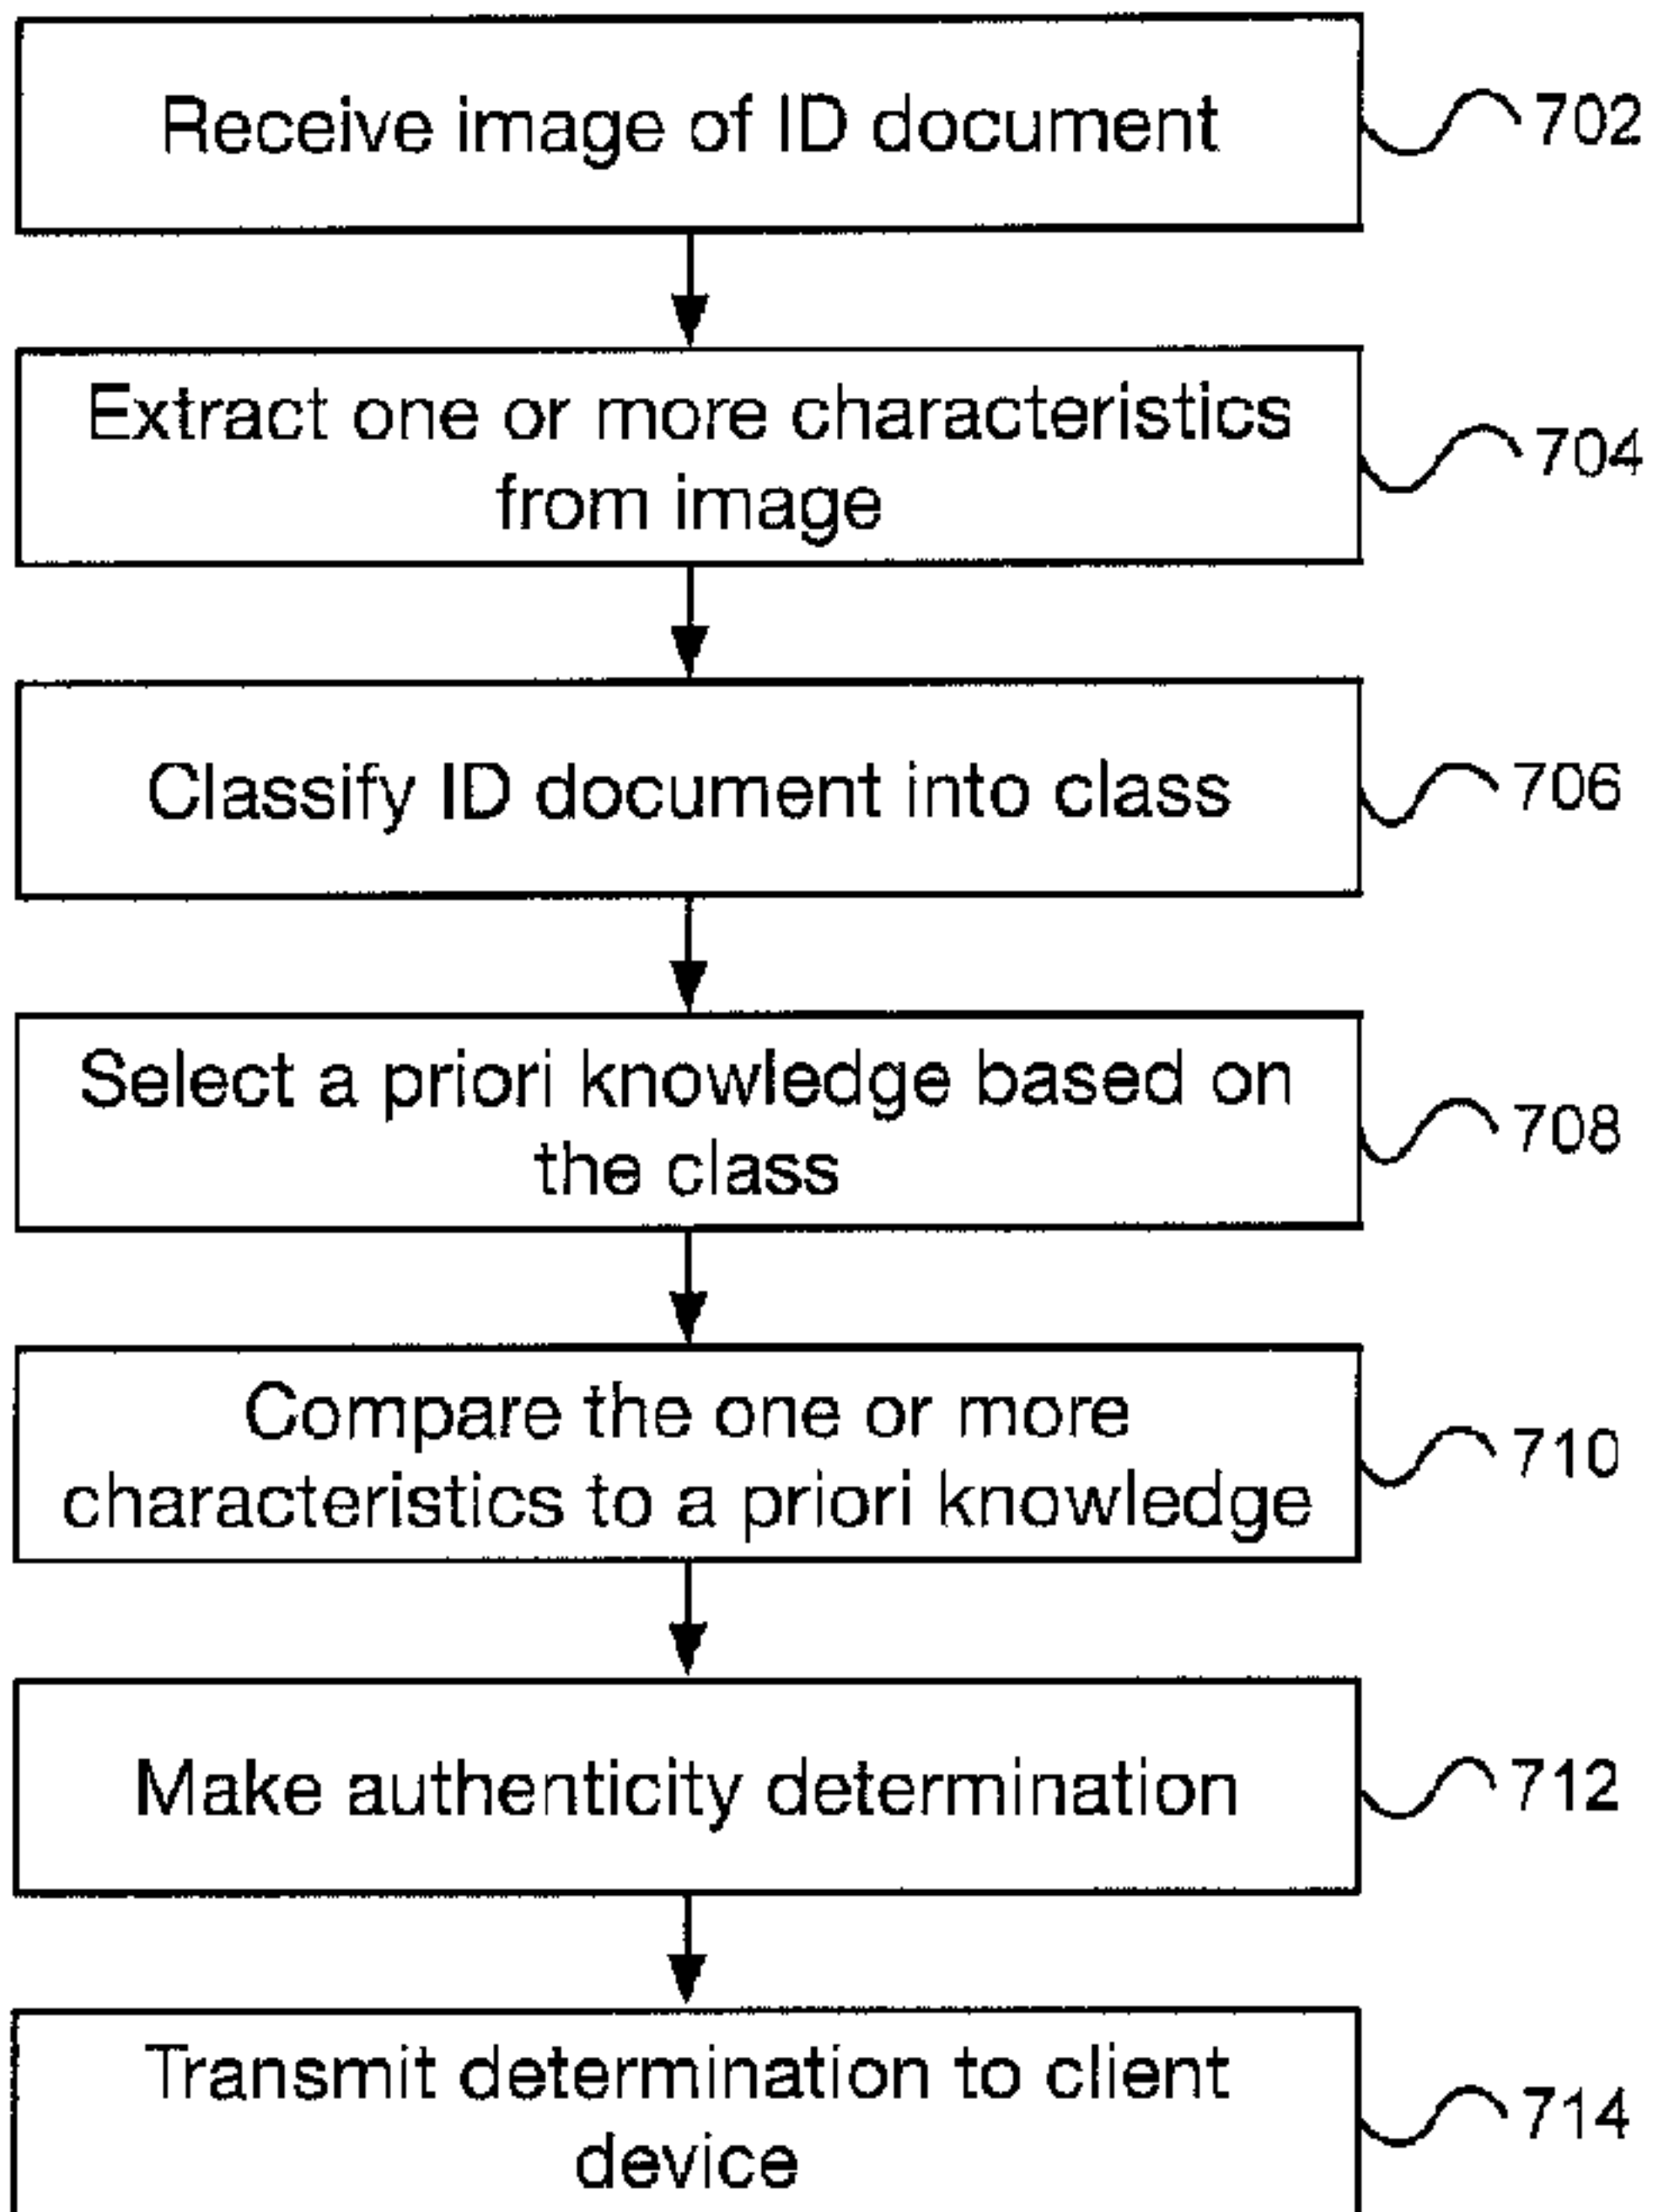 Receive image of ID document
702
Extract one or more characteristics
from image
704
Classify ID document into class
706
Select a priori knowledge based on
the class
708
Compare the one or more
characteristics to a priori knowledge
710
Make authenticity determination
712
Transmit determination to client
device
714